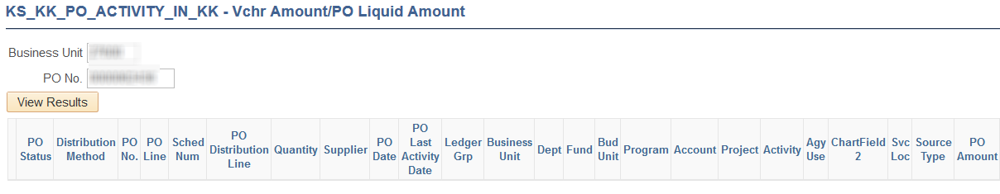 KS_KK_PO_ACTIVITY_IN_KK - Vchr Amount/PO Liquid Amount
Business Unit
PO No.
View Results
PO Status Distribution Method PO No. PO Line Sched Num PO Distribution Line Quantity Supplier PO Date PO Last Activity Date Ledger Grp Business Unit Dept Fund Bud Unit Program Account Project Activity Agy Use ChartField 2 Svc Loc Source Type PO Amount